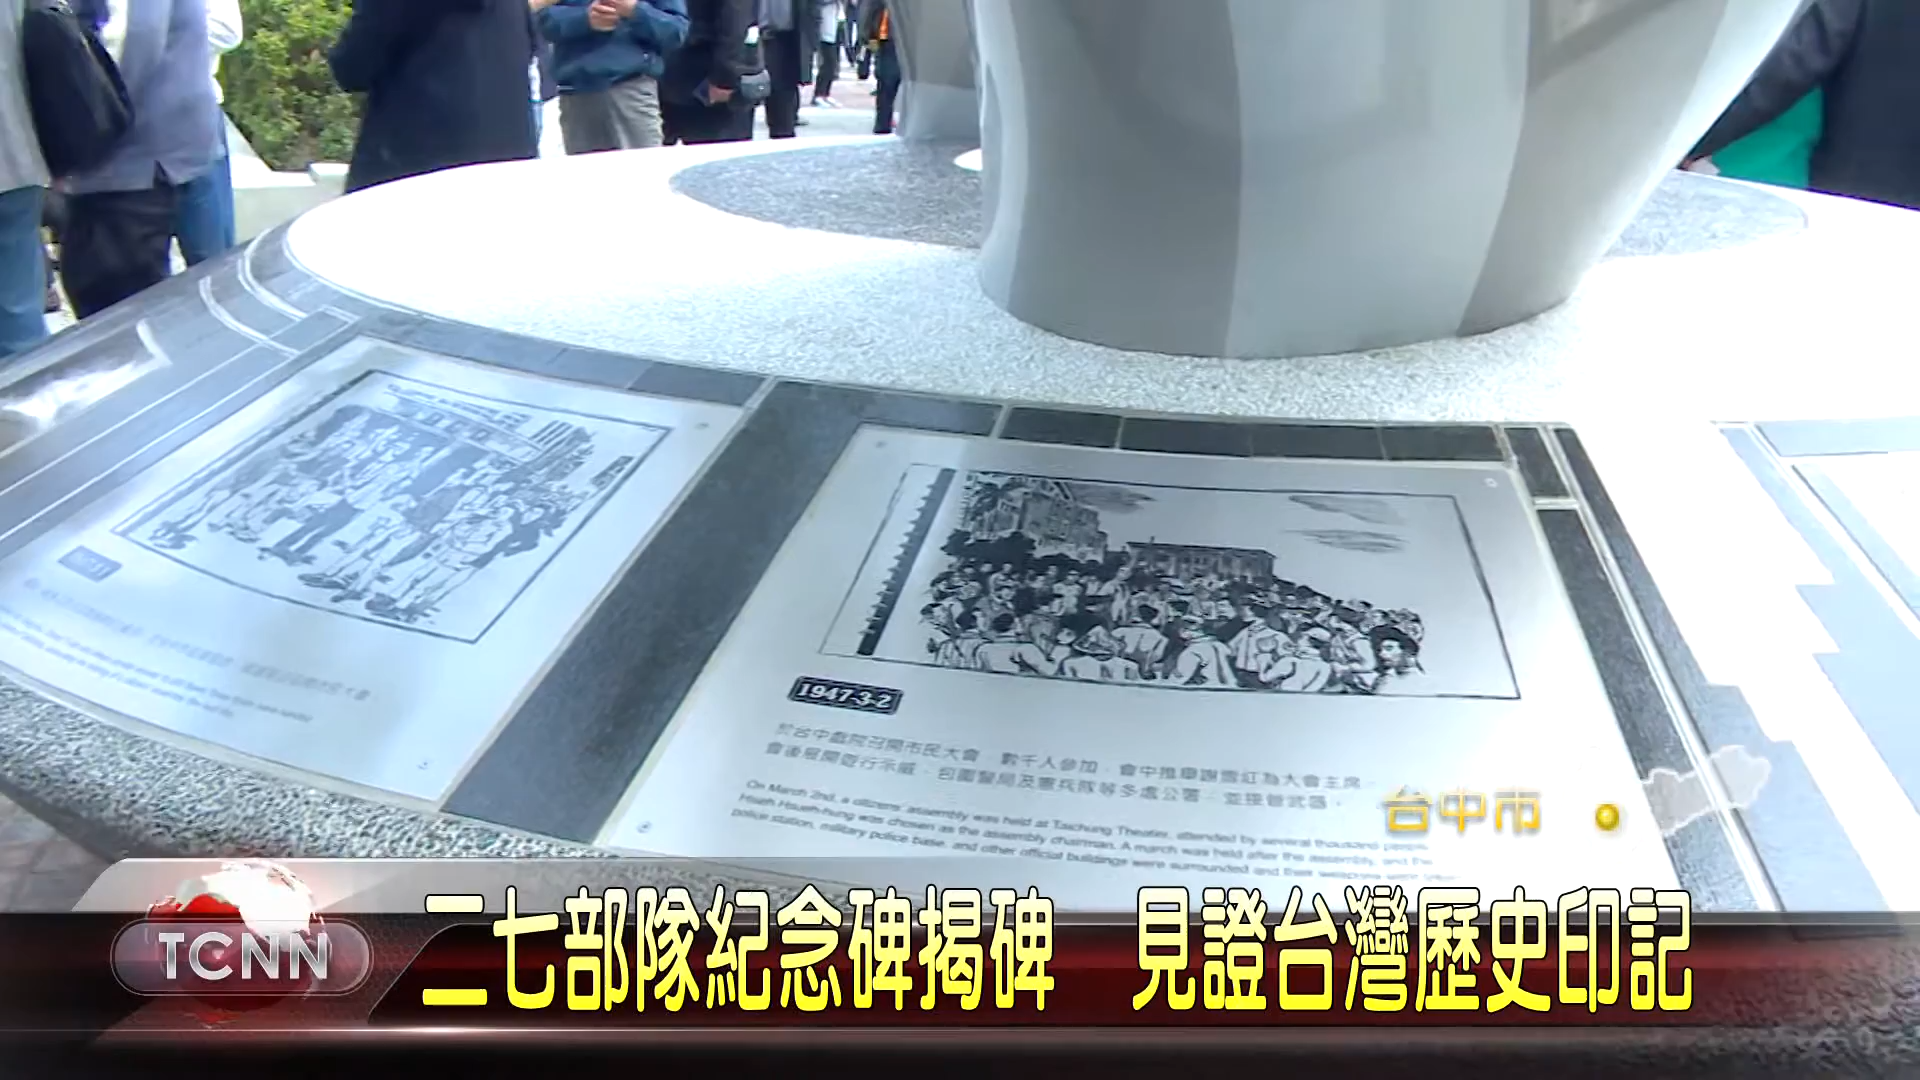 1947-3-2
於台中戲院召開市民大會，數千人參加，會中推舉謝雪紅為大會主席，
會後展開遊行示威，包圍警局及憲兵隊等多處公署，並接管武器。
On March 2nd, a citizens' assembly was held at Taichung Theater, attended by several thousand people.
Hsieh Hsueh-hung was chosen as the assembly chairman. A march was held after the assembly, and the
police station, military police base, and other official buildings were surrounded and their weapons were
台中市
TCNN
二七部隊紀念碑揭碑 見證台灣歷史印記